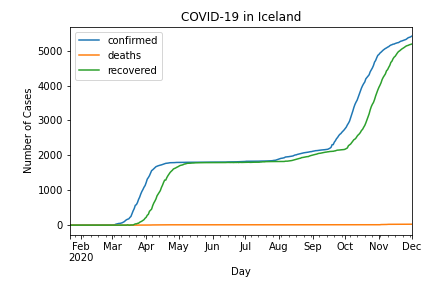 COVID-19 in Iceland
confirmed
deaths
recovered
Number of Cases
5000
4000
3000
2000
1000
0
Feb Mar Apr May Jun Jul Aug Sep Oct Nov Dec
2020
Day